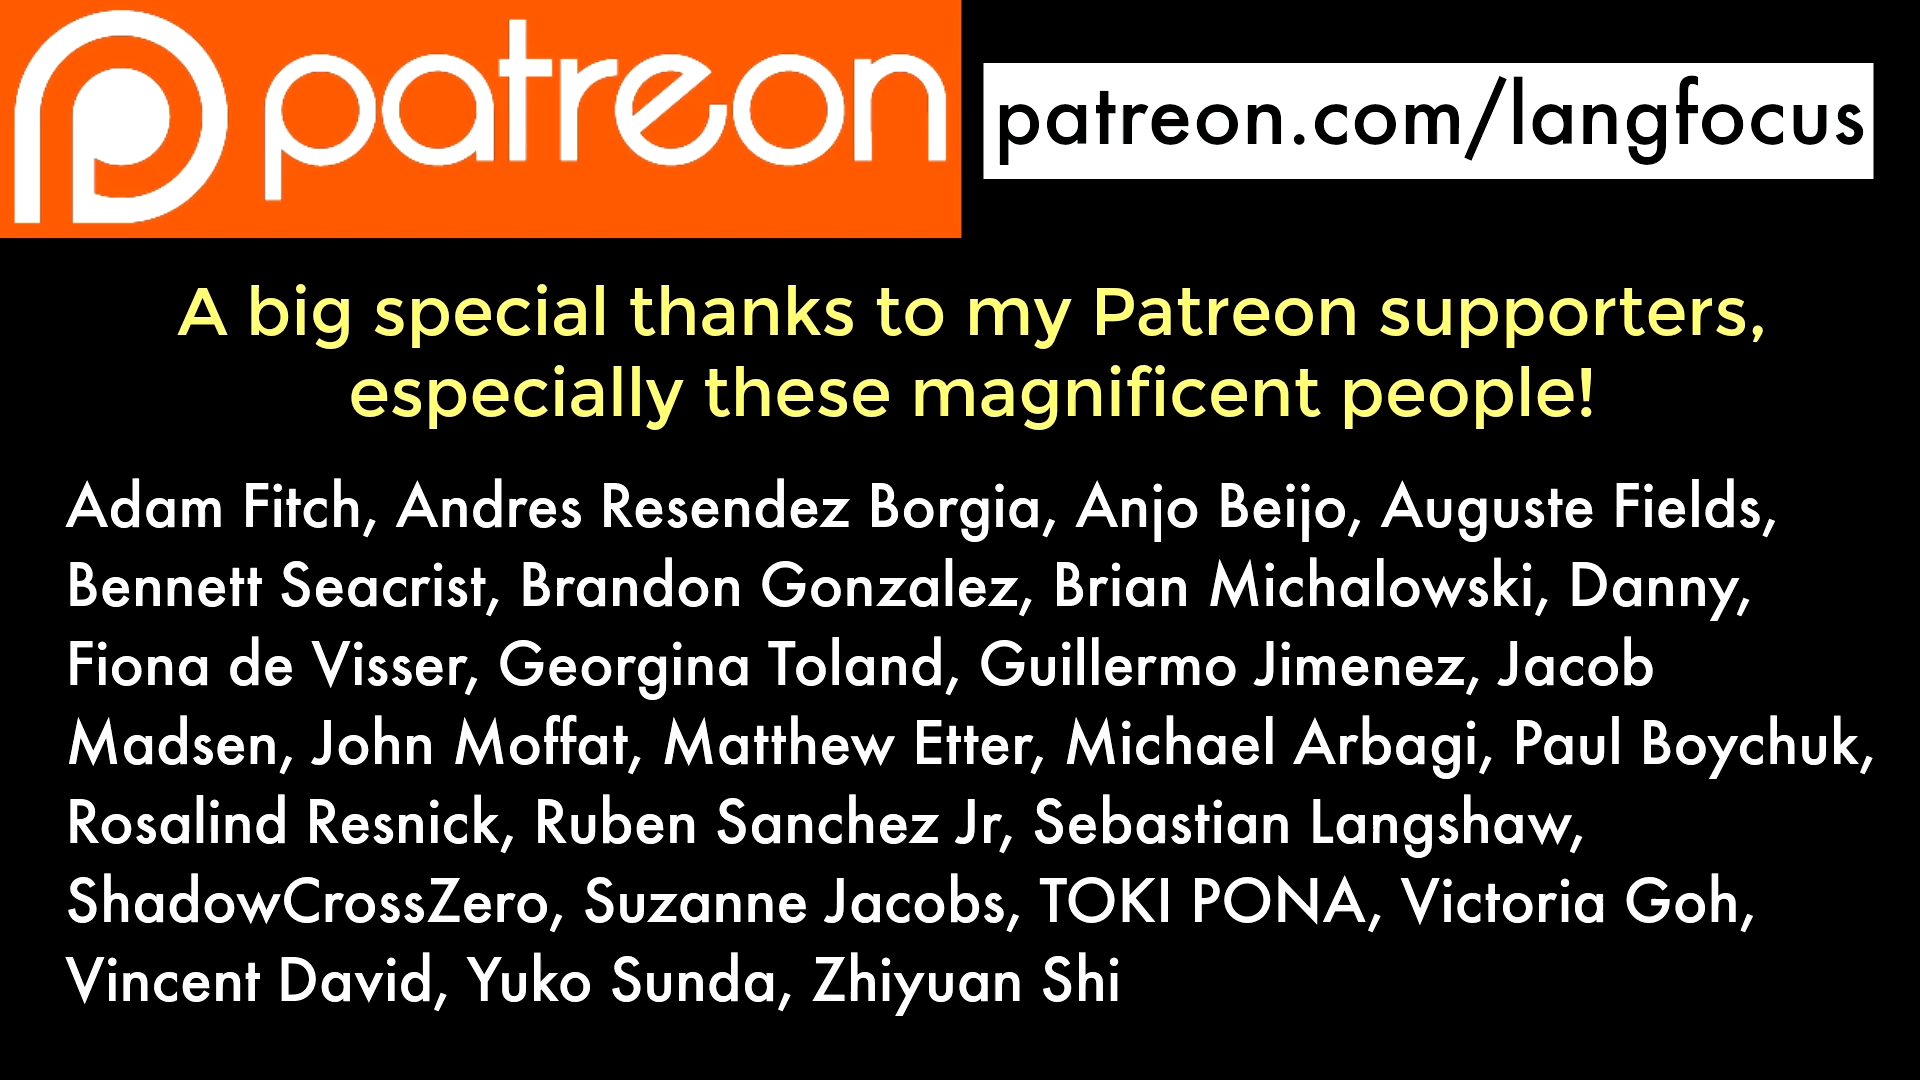 patreon
patreon.com/langfocus
A big special thanks to my Patreon supporters,
especially these magnificent people!
Adam Fitch, Andres Resendez Borgia, Anjo Beijo, Auguste Fields,
Bennett Seacrist, Brandon Gonzalez, Brian Michalowski, Danny,
Fiona de Visser, Georgina Toland, Guillermo Jimenez, Jacob
Madsen, John Moffat, Matthew Etter, Michael Arbagi, Paul Boychuk,
Rosalind Resnick, Ruben Sanchez Jr, Sebastian Langshaw,
ShadowCrossZero, Suzanne Jacobs, TOKI PONA, Victoria Goh,
Vincent David, Yuko Sunda, Zhiyuan Shi